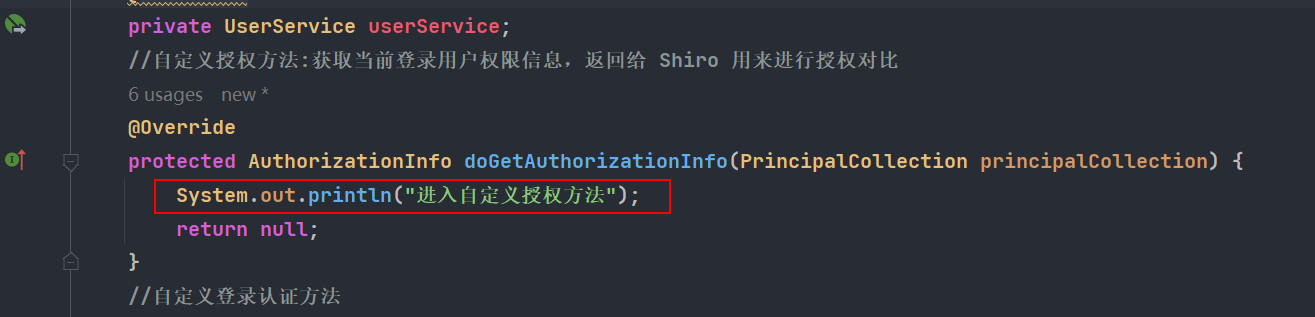 private UserService userService;
//自定义授权方法:获取当前登录用户权限信息，返回给 Shiro 用来进行授权对比
6 usages new *
@Override
protected AuthorizationInfo doGetAuthorizationInfo(PrincipalCollection principalCollection) {
System.out.println("进入自定义授权方法");
return null;
}
//自定义登录认证方法